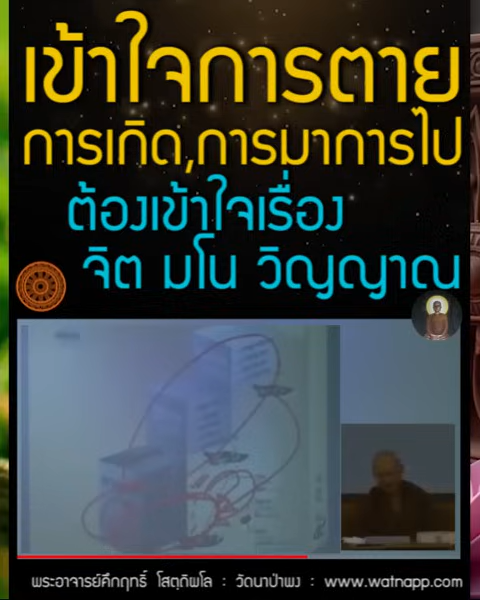 เข้าใจการตาย
การเกิด,การมาการไป
ต้องเข้าใจเรื่อง
จิต มโน วิญญาณ
พระอาจารย์คึกฤทธิ์ โสตฺถิผโล : วัดนาป่าพง : www.watnapp.com